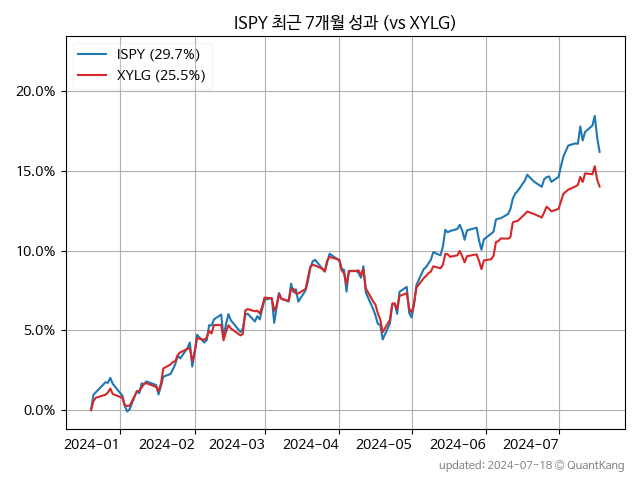 ISPY 최근 7개월 성과 (vs XYLG)
ISPY (29.7%)
XYLG (25.5%)
20.0%
15.0%
10.0%
5.0%
0.0%
2024−01 2024−02 2024−03 2024−04 2024−05 2024−06 2024−07
updated: 2024-07-18 © QuantKang